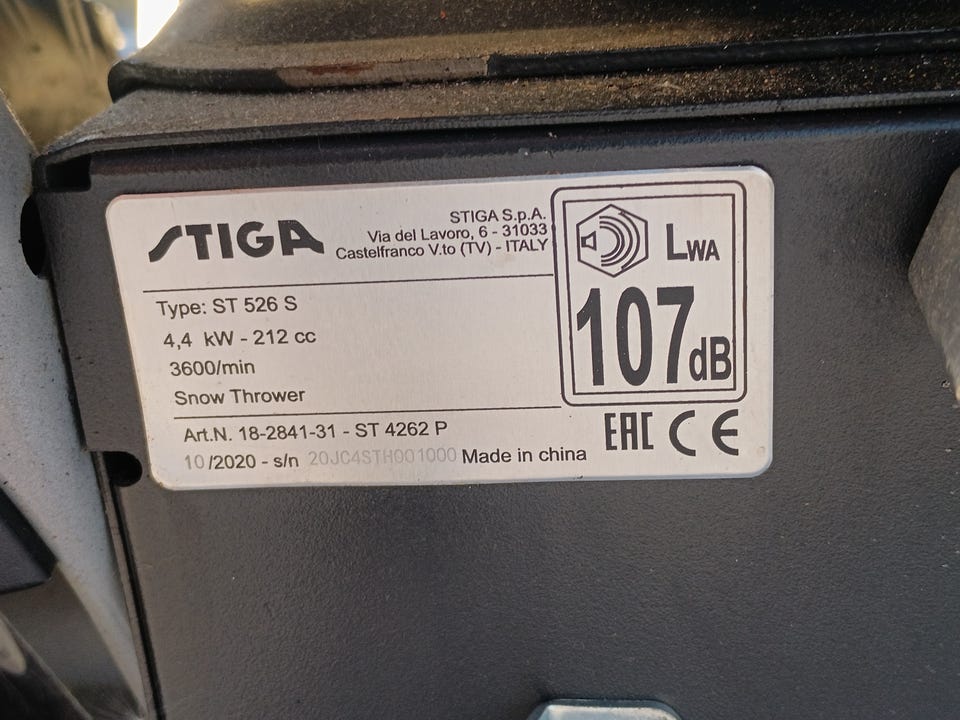 STIGA
STIGA S.p.A.
Via del Lavoro, 6 - 31033
Castelfranco V.to (TV) - ITALY
Type: ST 526 S
4,4 kW - 212 cc
3600/min
Snow Thrower
Art.N. 18-2841-31 - ST 4262 P
10/2020 - s/n 20JC4STH001000 Made in china
LWA
107dB
EAC CE